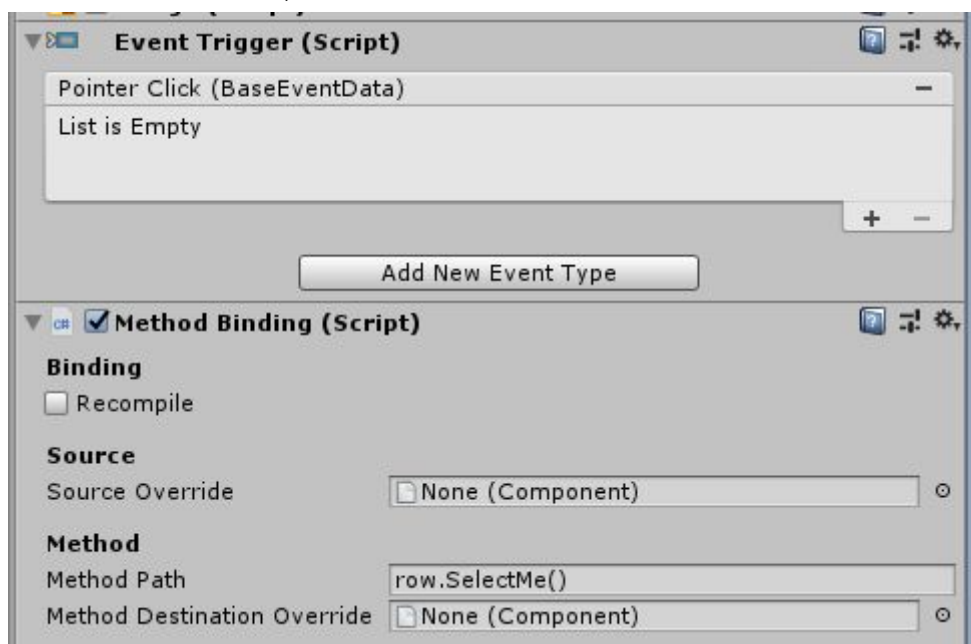 Event Trigger (Script)
Pointer Click (BaseEventData)
List is Empty
Add New Event Type
Method Binding (Script)
Binding
Recompile
Source
Source Override None (Component)
Method
Method Path row.SelectMe()
Method Destination Override None (Component)